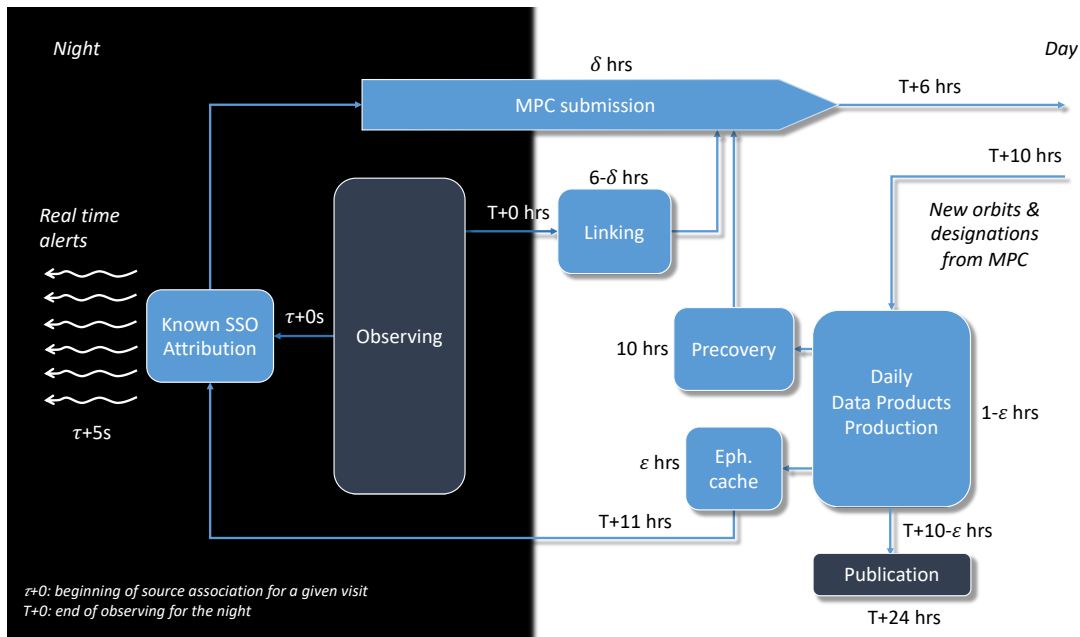 Night
Day
δ hrs
MPC submission
T+6 hrs
T+10 hrs
6-δ hrs
T+0 hrs
Linking
New orbits &
designations
from MPC
Real time
alerts
τ+0s
Known SSO
Attribution
Observing
10 hrs
Precovery
Daily
Data Products
Production
1-ε hrs
τ+5s
ε hrs
Eph.
cache
T+11 hrs
T+10-ε hrs
Publication
τ+0: beginning of source association for a given visit
T+0: end of observing for the night
T+24 hrs